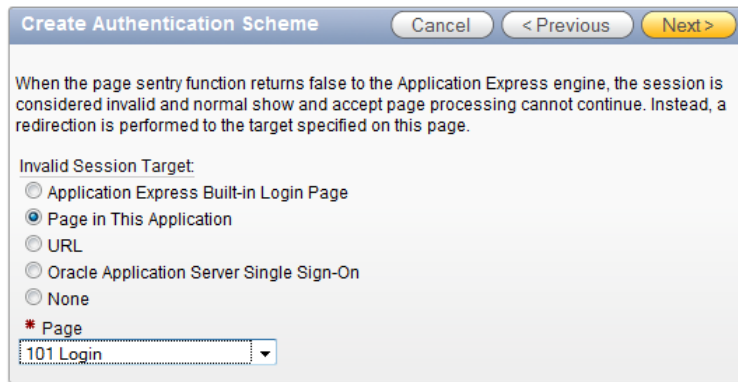 Create Authentication Scheme Cancel < Previous Next >
When the page sentry function returns false to the Application Express engine, the session is
considered invalid and normal show and accept page processing cannot continue. Instead, a
redirection is performed to the target specified on this page.
Invalid Session Target:
Application Express Built-in Login Page
Page in This Application
URL
Oracle Application Server Single Sign-On
None
* Page
101 Login